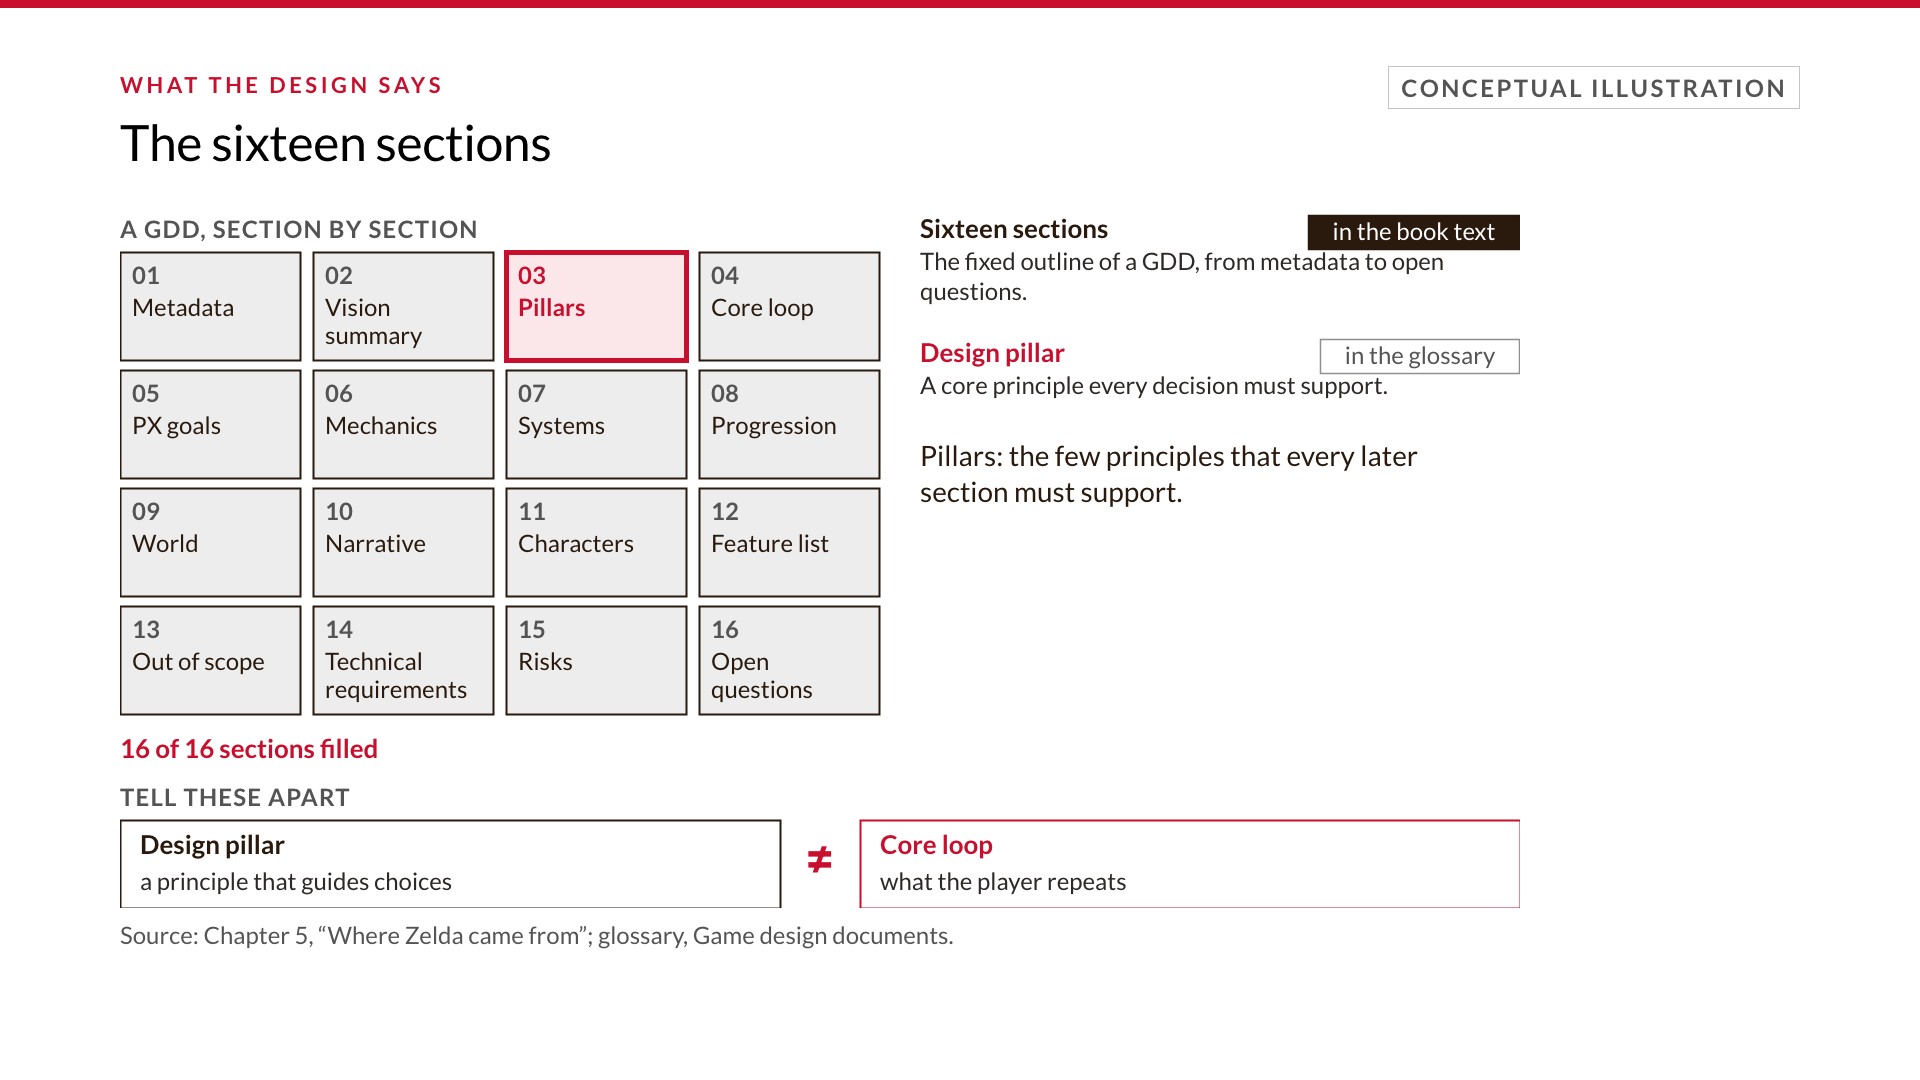 WHAT THE DESIGN SAYS
CONCEPTUAL ILLUSTRATION
The sixteen sections
A GDD, SECTION BY SECTION
01
Metadata
02
Vision
summary
03
Pillars
04
Core loop
05
PX goals
06
Mechanics
07
Systems
08
Progression
09
World
10
Narrative
11
Characters
12
Feature list
13
Out of scope
14
Technical
requirements
15
Risks
16
Open
questions
16 of 16 sections filled
Sixteen sections
in the book text
The fixed outline of a GDD, from metadata to open
questions.
Design pillar
in the glossary
A core principle every decision must support.
Pillars: the few principles that every later
section must support.
TELL THESE APART
Design pillar
a principle that guides choices
≠
Core loop
what the player repeats
Source: Chapter 5, “Where Zelda came from”; glossary, Game design documents.